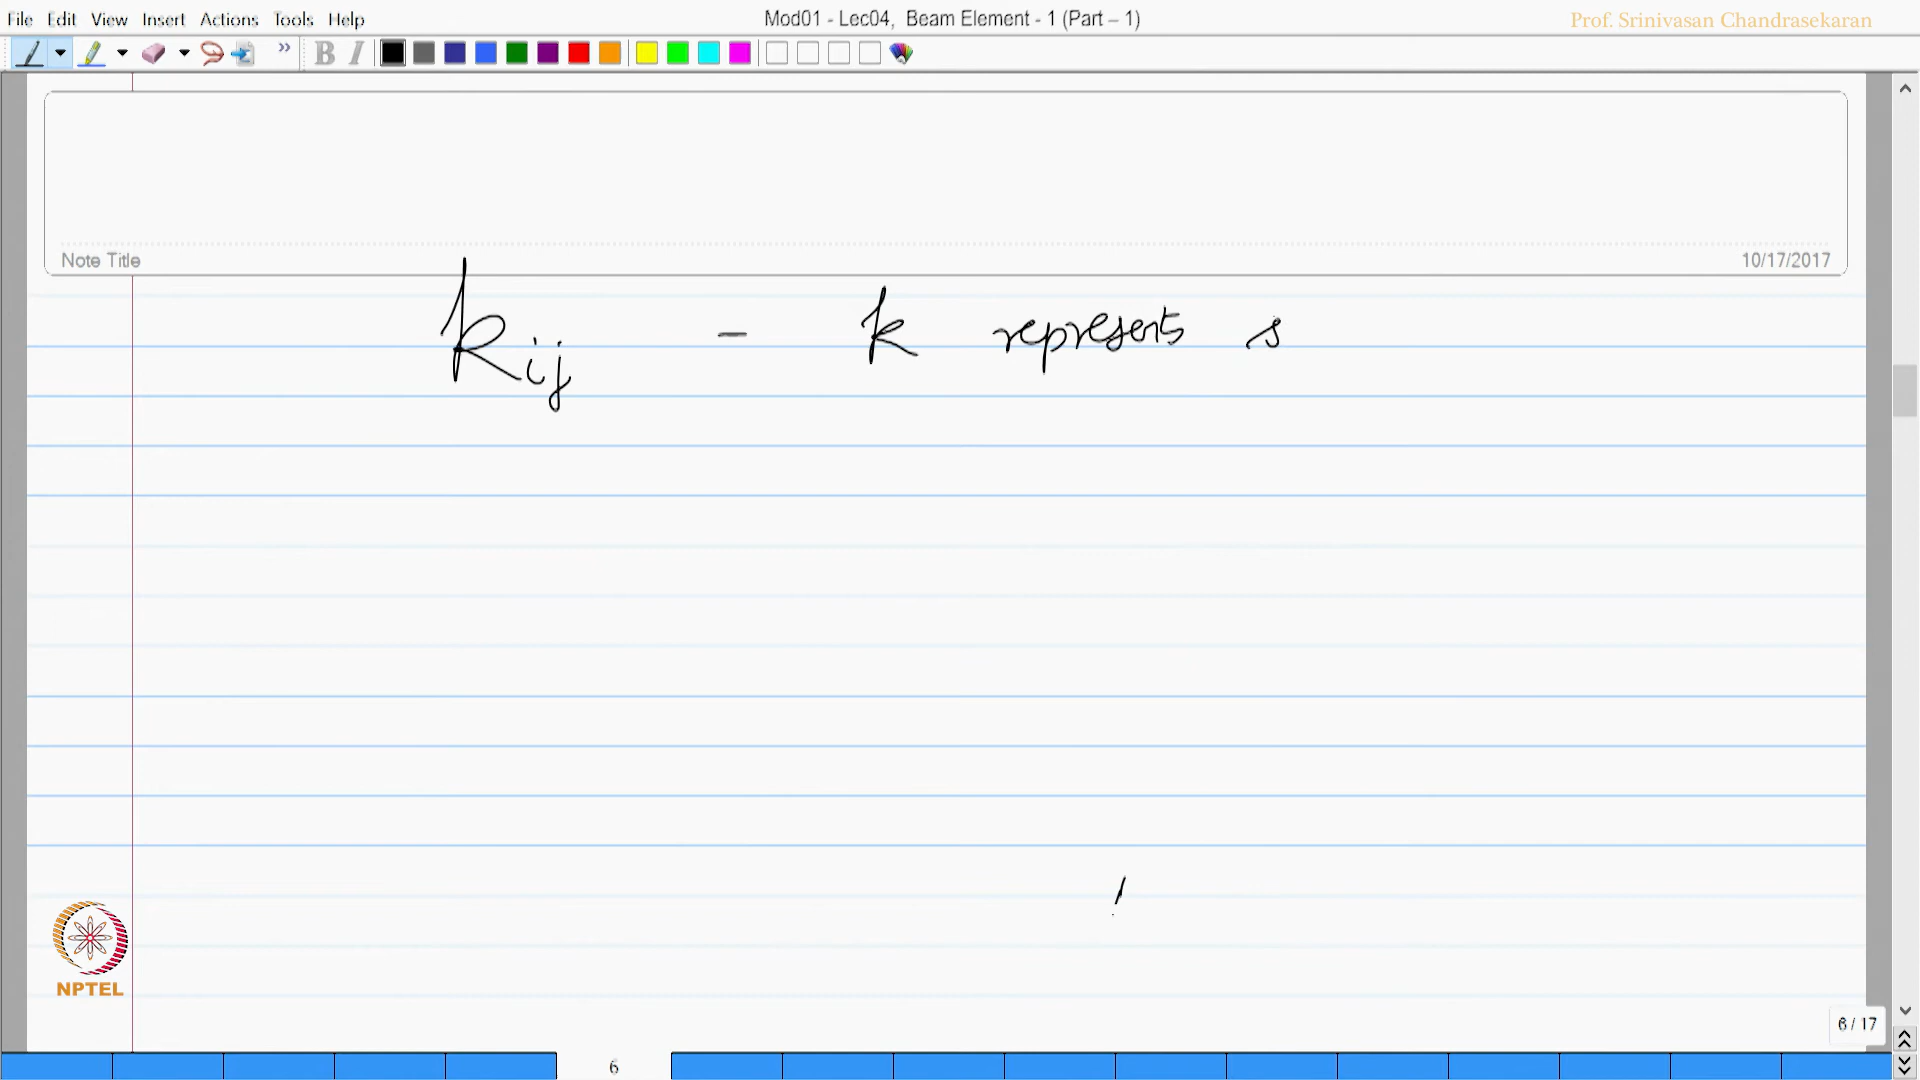 File Edit View Insert Actions Tools Help
Mod01 - Lec04, Beam Element - 1 (Part – 1)
Prof. Srinivasan Chandrasekaran
B I
Note Title
10/17/2017
kij - k represents s
NPTEL
6 / 17
6